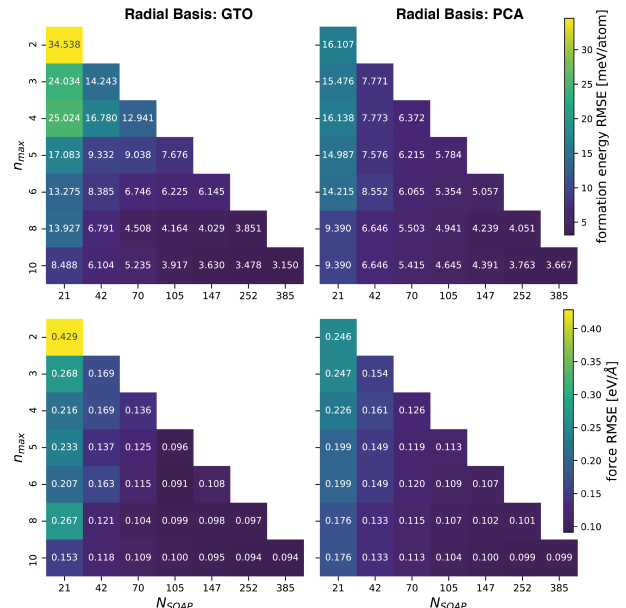 Radial Basis: GTO
Radial Basis: PCA
2 34.538
16.107
3 24.034 14.243
15.476 7.771
4 25.024 16.780 12.941
16.138 7.773 6.372
5 17.083 9.332 9.038 7.676
14.987 7.576 6.215 5.784
6 13.275 8.385 6.746 6.225 6.145
14.215 8.552 6.065 5.354 5.057
8 13.927 6.791 4.508 4.164 4.029 3.851
9.390 6.646 5.503 4.941 4.239 4.051
10 8.488 6.104 5.235 3.917 3.630 3.478 3.150
9.390 6.646 5.415 4.645 4.391 3.763 3.667
n_max
21 42 70 105 147 252 385
21 42 70 105 147 252 385
30
25
20
15
10
5
formation energy RMSE [meV/atom]
2 0.429
0.246
3 0.268 0.169
0.247 0.154
4 0.216 0.169 0.136
0.226 0.161 0.126
5 0.233 0.137 0.125 0.096
0.199 0.149 0.119 0.113
6 0.207 0.163 0.115 0.091 0.108
0.199 0.149 0.120 0.109 0.107
8 0.267 0.121 0.104 0.099 0.098 0.097
0.176 0.133 0.115 0.107 0.102 0.101
10 0.153 0.118 0.109 0.100 0.095 0.094 0.094
0.176 0.133 0.113 0.104 0.100 0.099 0.099
n_max
21 42 70 105 147 252 385
21 42 70 105 147 252 385
N_SOAP
N_SOAP
0.40
0.35
0.30
0.25
0.20
0.15
0.10
force RMSE [eV/Å]